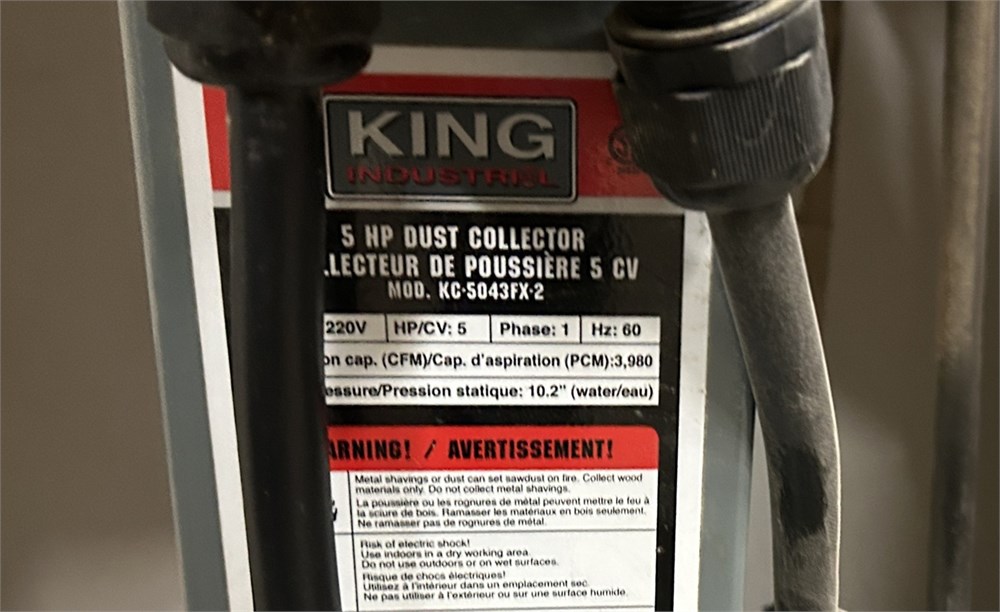 KING
INDUSTRIAL
5 HP DUST COLLECTOR
LLECTEUR DE POUSSIÈRE 5 CV
MOD. KC-5043FX-2
220V HP/CV: 5 Phase: 1 Hz: 60
on cap. (CFM)/Cap. d'aspiration (PCM):3,980
essure/Pression statique: 10.2" (water/eau)
ARNING! / AVERTISSEMENT!
Metal shavings or dust can set sawdust on fire. Collect wood
materials only. Do not collect metal shavings.
La poussière ou les rognures de métal peuvent mettre le feu à
la sciure de bois. Ramasser les matériaux en bois seulement.
Ne ramasser pas de rognures de métal.
Risk of electric shock!
Use indoors in a dry working area.
Do not use outdoors or on wet surfaces.
Risque de chocs électriques!
Utilisez à l'intérieur dans un emplacement sec.
Ne pas utiliser à l'extérieur ou sur une surface humide.